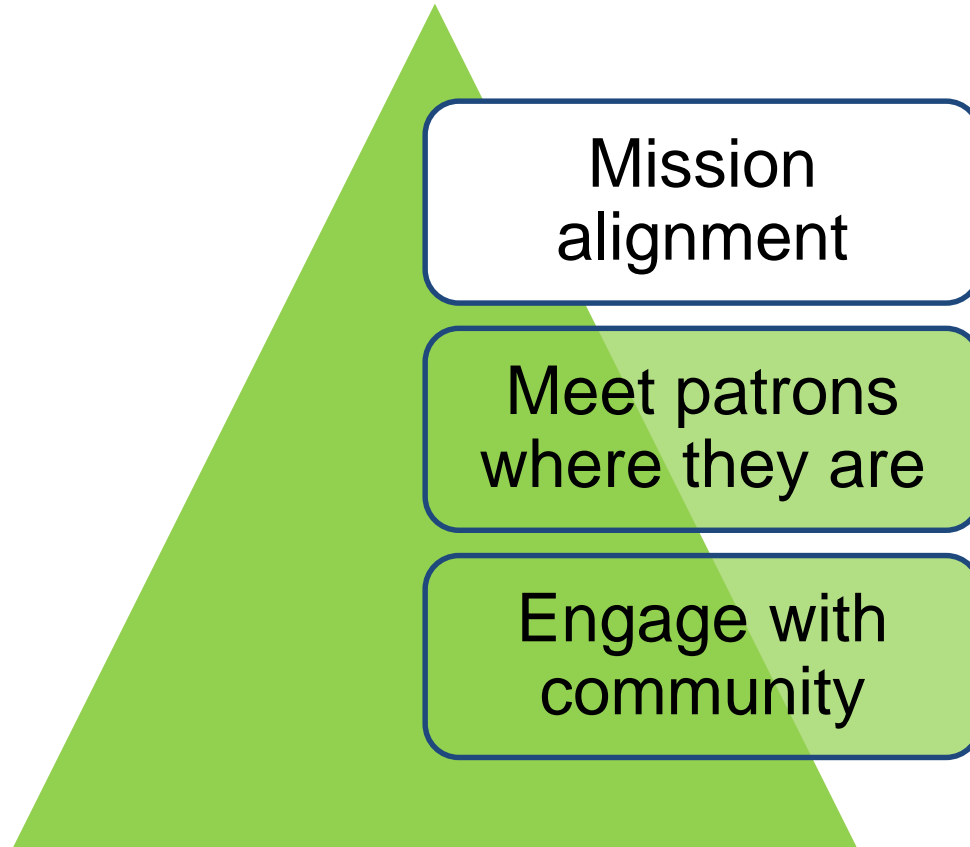 Mission
alignment
Meet patrons
where they are
Engage with
community